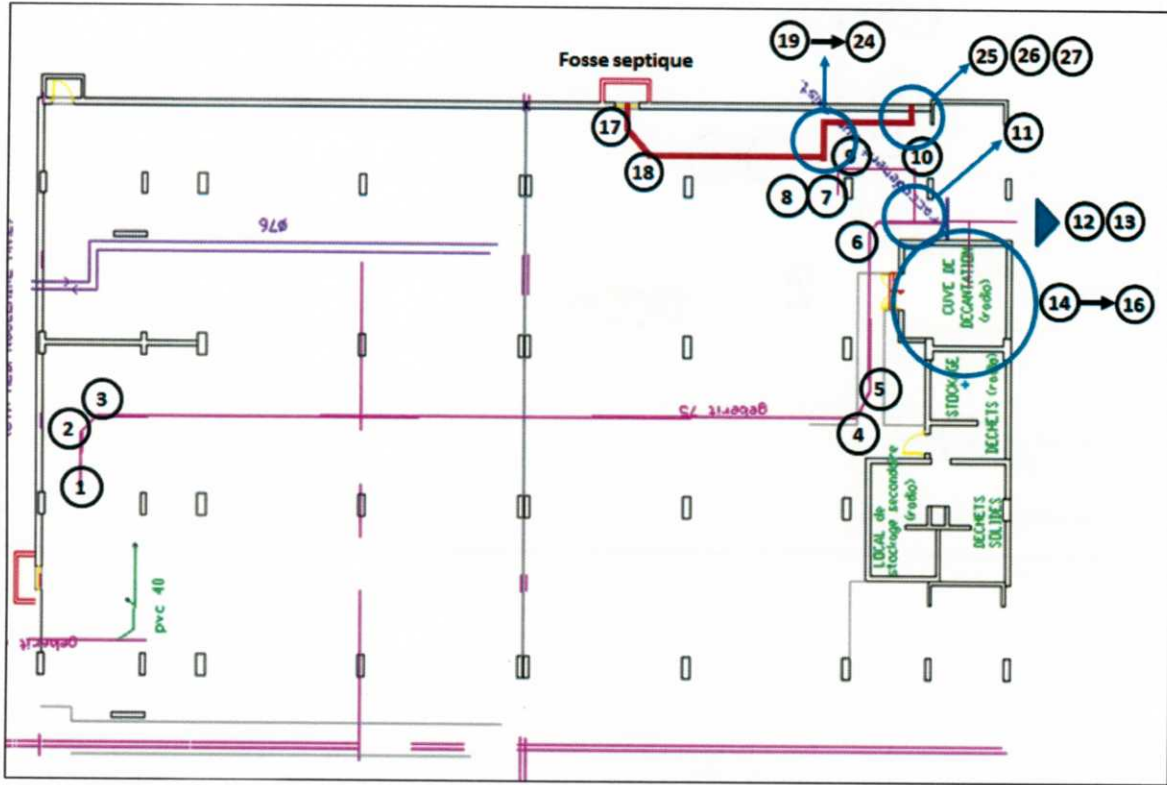 19 24
Fosse septique
25 26 27
17
11
18
9
10
8 7
12 13
Ø76
6
CUVE DE
DECANTATION
(radio)
14 16
3
5
2
geberit 75
4
STOCKAGE
DECHETS (radio)
1
LOCAL de
stockage secondaire
(radio)
DECHETS
SOLIDES
pvc 40
geberit